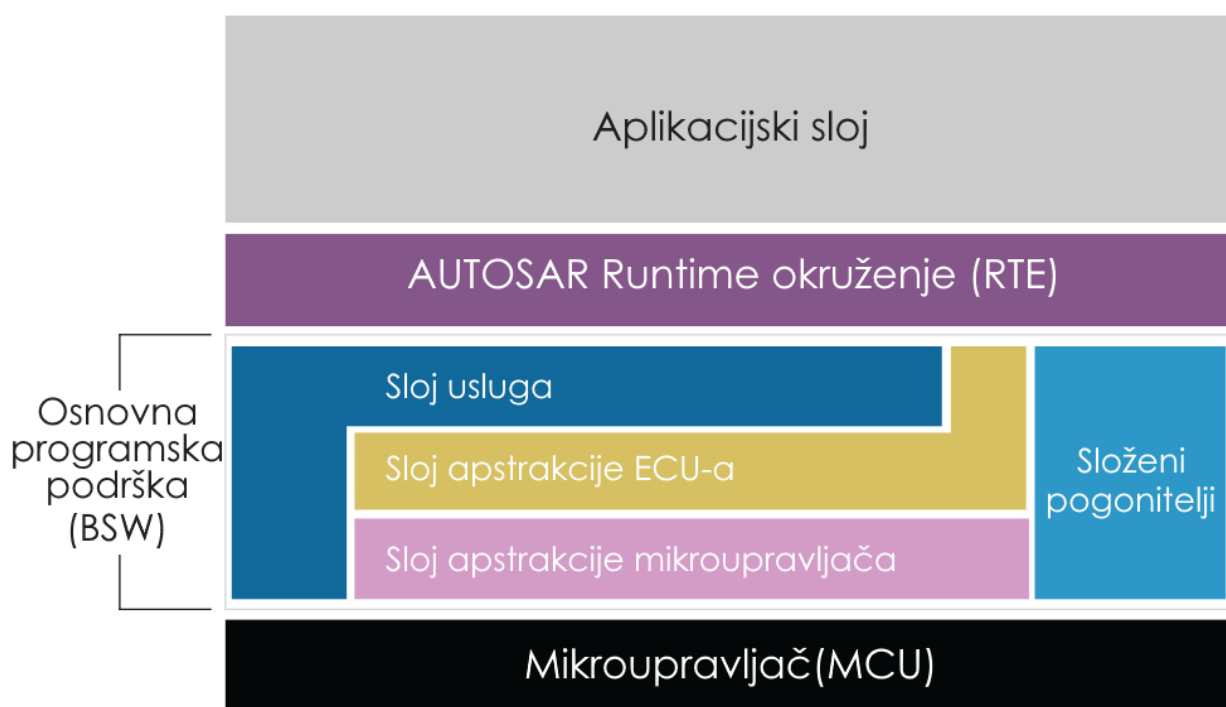 Aplikacijski sloj
AUTOSAR Runtime okruženje (RTE)
Osnovna
programska
podrška
(BSW)
Sloj usluga
Sloj apstrakcije ECU-a
Sloj apstrakcije mikroupravljača
Složeni
pogonitelji
Mikroupravljač(MCU)